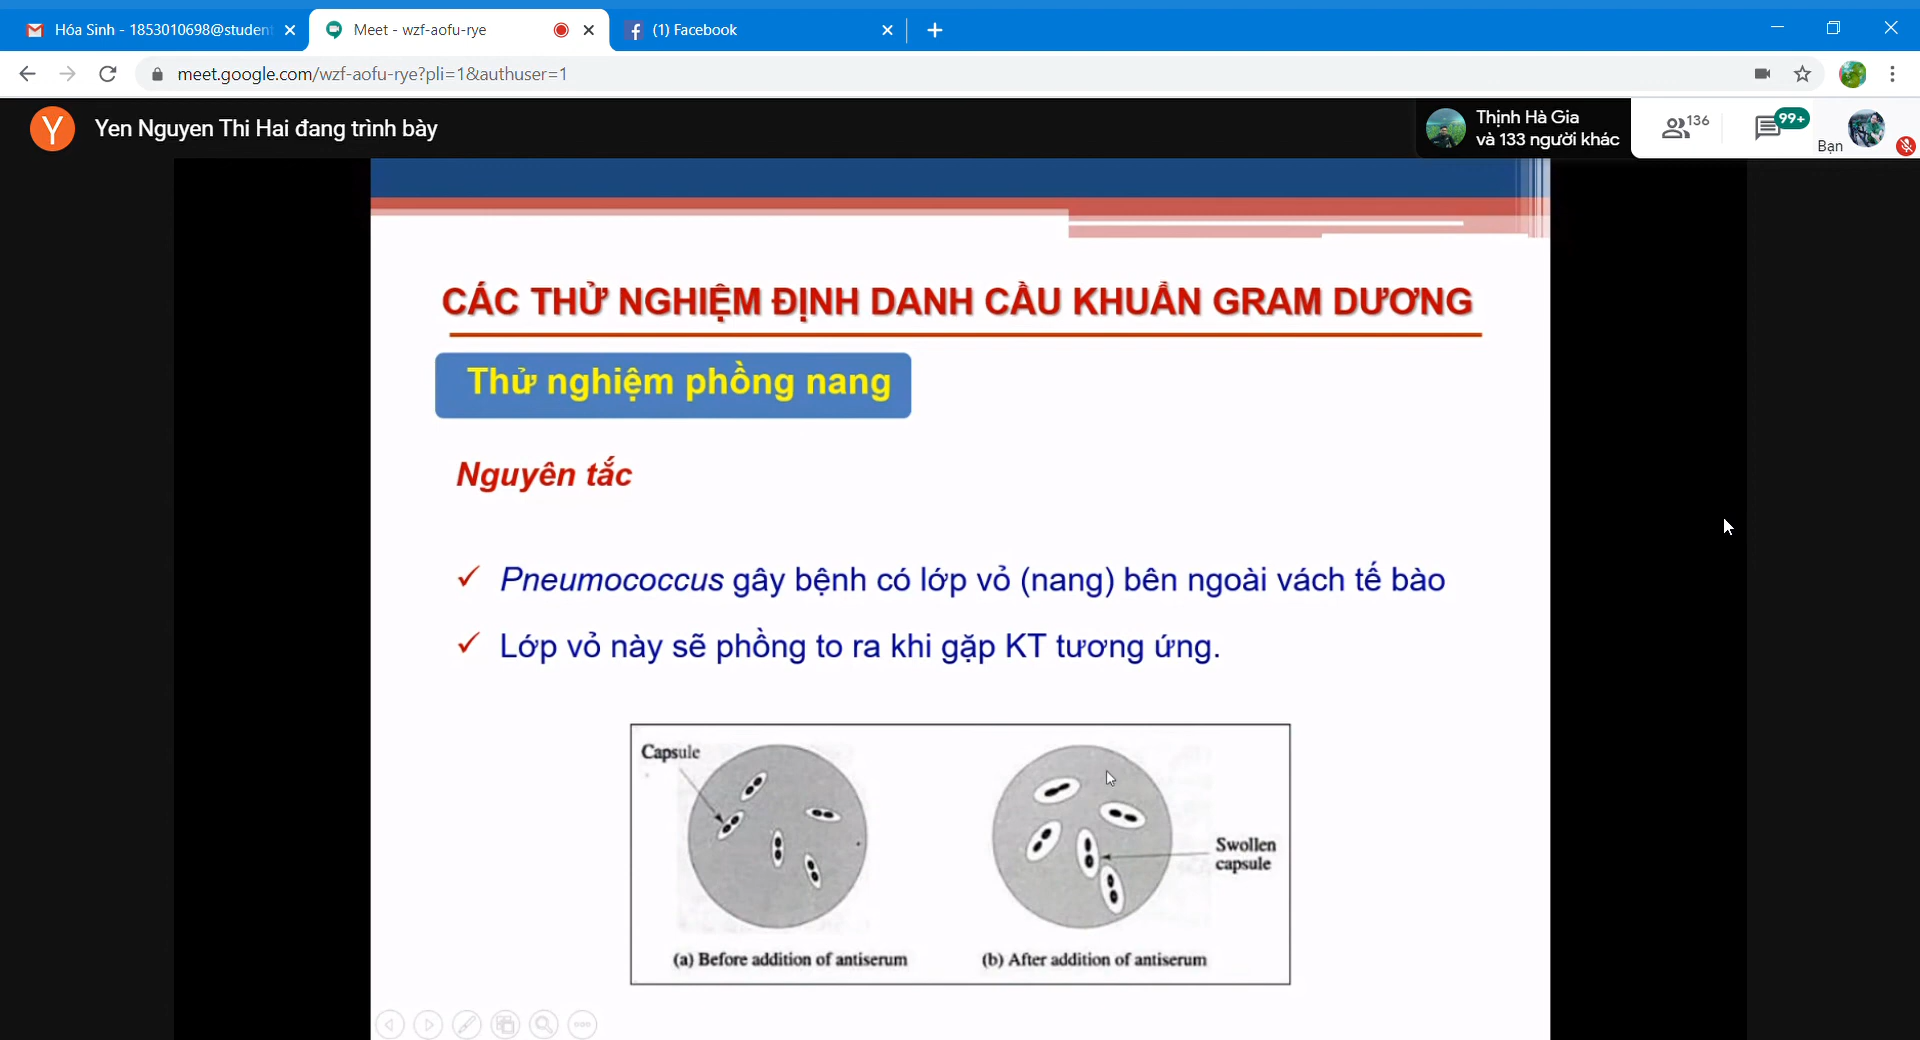 Hóa Sinh - 1853010698@student
Meet - wzf-aofu-rye
(1) Facebook
meet.google.com/wzf-aofu-rye?pli=1&authuser=1
Y
Yen Nguyen Thi Hai đang trình bày
Thịnh Hà Gia
và 133 người khác
136
99+
Bạn
CÁC THỬ NGHIỆM ĐỊNH DANH CẦU KHUẨN GRAM DƯƠNG
Thử nghiệm phồng nang
Nguyên tắc
✓ Pneumococcus gây bệnh có lớp vỏ (nang) bên ngoài vách tế bào
✓ Lớp vỏ này sẽ phồng to ra khi gặp KT tương ứng.
Capsule
Swollen
capsule
(a) Before addition of antiserum
(b) After addition of antiserum